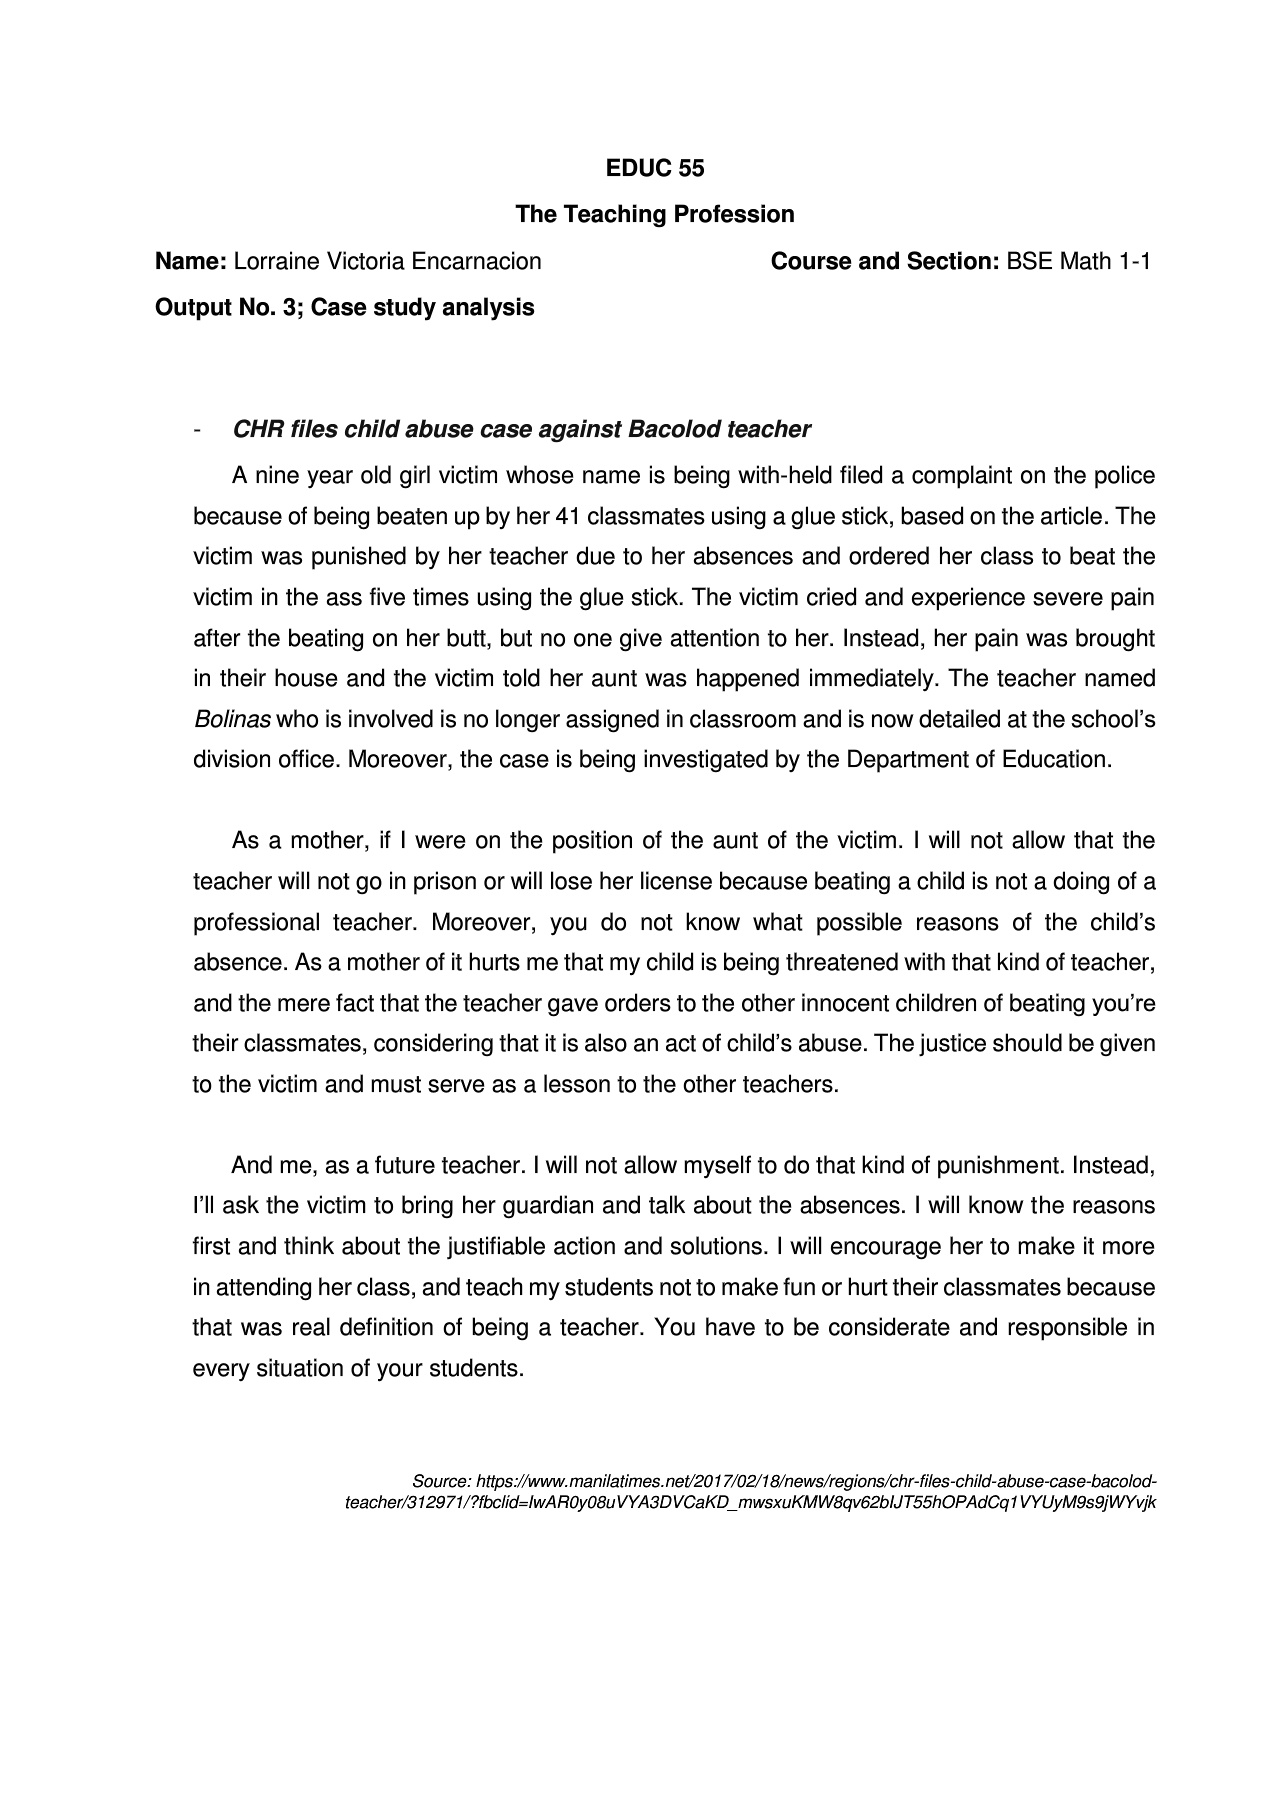 EDUC 55
The Teaching Profession
Name: Lorraine Victoria Encarnacion Course and Section: BSE Math 1-1
Output No. 3; Case study analysis
- CHR files child abuse case against Bacolod teacher
A nine year old girl victim whose name is being with-held filed a complaint on the police
because of being beaten up by her 41 classmates using a glue stick, based on the article. The
victim was punished by her teacher due to her absences and ordered her class to beat the
victim in the ass five times using the glue stick. The victim cried and experience severe pain
after the beating on her butt, but no one give attention to her. Instead, her pain was brought
in their house and the victim told her aunt was happened immediately. The teacher named
Bolinas who is involved is no longer assigned in classroom and is now detailed at the school's
division office. Moreover, the case is being investigated by the Department of Education.
As a mother, if I were on the position of the aunt of the victim. I will not allow that the
teacher will not go in prison or will lose her license because beating a child is not a doing of a
professional teacher. Moreover, you do not know what possible reasons of the child's
absence. As a mother of it hurts me that my child is being threatened with that kind of teacher,
and the mere fact that the teacher gave orders to the other innocent children of beating you're
their classmates, considering that it is also an act of child's abuse. The justice should be given
to the victim and must serve as a lesson to the other teachers.
And me, as a future teacher. I will not allow myself to do that kind of punishment. Instead,
I'll ask the victim to bring her guardian and talk about the absences. I will know the reasons
first and think about the justifiable action and solutions. I will encourage her to make it more
in attending her class, and teach my students not to make fun or hurt their classmates because
that was real definition of being a teacher. You have to be considerate and responsible in
every situation of your students.
Source: https://www.manilatimes.net/2017/02/18/news/regions/chr-files-child-abuse-case-bacolod-
teacher/312971/?fbclid=IwAR0y08uVYA3DVCaKD_mwsxuKMW8qv62bIJT55hOPAdCq1VYUyM9s9jWYvjk